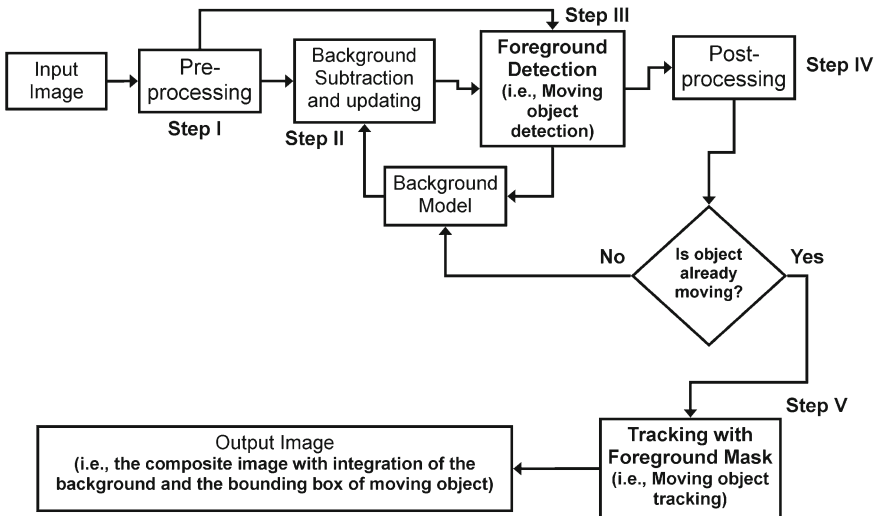 Input
Image
Pre-
processing
Step I
Background
Subtraction
and updating
Step II
Step III
Foreground
Detection
(i.e., Moving
object
detection)
Post-
processing
Step IV
Background
Model
No
Is object
already
moving?
Yes
Step V
Tracking with
Foreground Mask
(i.e., Moving object
tracking)
Output Image
(i.e., the composite image with integration of the
background and the bounding box of moving object)